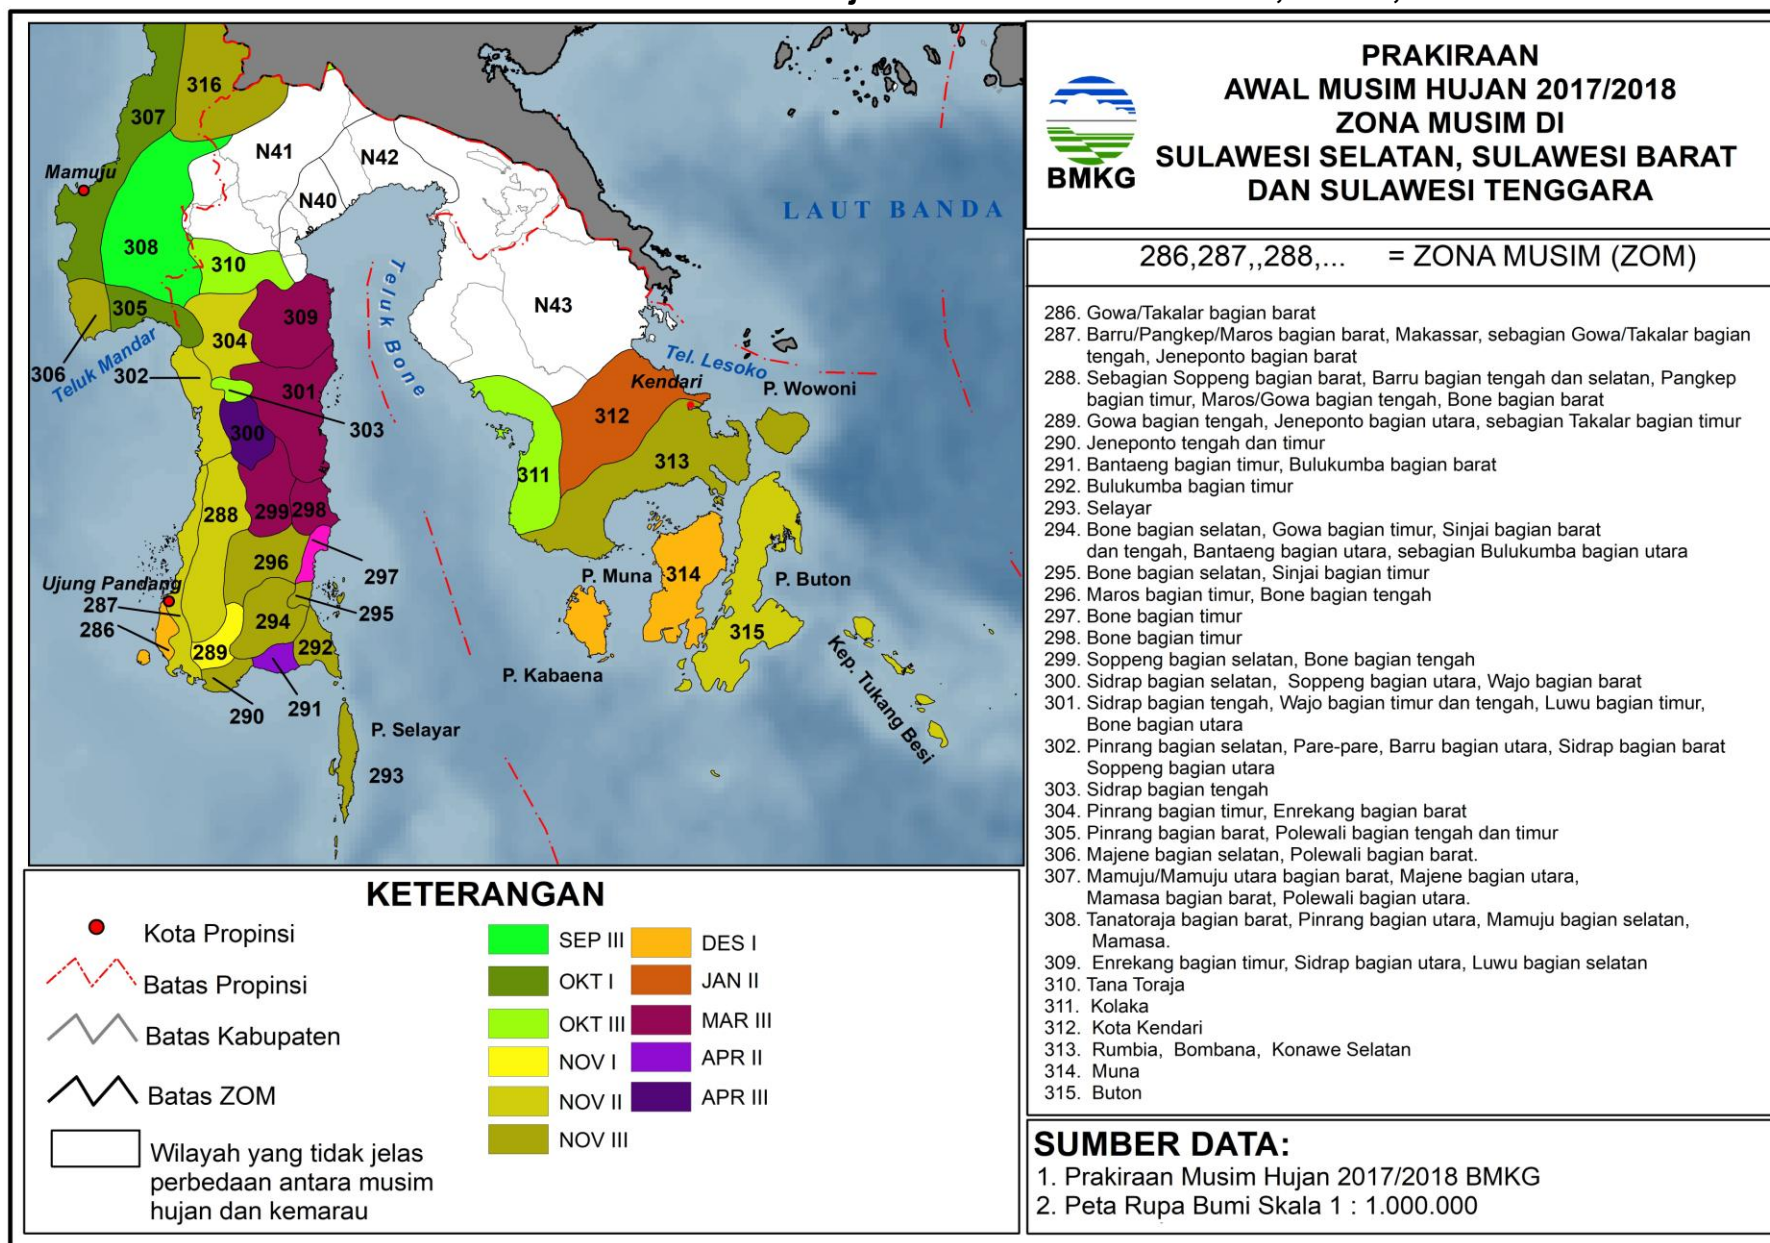 PRAKIRAAN
AWAL MUSIM HUJAN 2017/2018
ZONA MUSIM DI
SULAWESI SELATAN, SULAWESI BARAT
DAN SULAWESI TENGGARA
BMKG
286,287,,288,... = ZONA MUSIM (ZOM)
286. Gowa/Takalar bagian barat
287. Barru/Pangkep/Maros bagian barat, Makassar, sebagian Gowa/Takalar bagian
tengah, Jeneponto bagian barat
288. Sebagian Soppeng bagian barat, Barru bagian tengah dan selatan, Pangkep
bagian timur, Maros/Gowa bagian tengah, Bone bagian barat
289. Gowa bagian tengah, Jeneponto bagian utara, sebagian Takalar bagian timur
290. Jeneponto tengah dan timur
291. Bantaeng bagian timur, Bulukumba bagian barat
292. Bulukumba bagian timur
293. Selayar
294. Bone bagian selatan, Gowa bagian timur, Sinjai bagian barat
dan tengah, Bantaeng bagian utara, sebagian Bulukumba bagian utara
295. Bone bagian selatan, Sinjai bagian timur
296. Maros bagian timur, Bone bagian tengah
297. Bone bagian timur
298. Bone bagian timur
299. Soppeng bagian selatan, Bone bagian tengah
300. Sidrap bagian selatan, Soppeng bagian utara, Wajo bagian barat
301. Sidrap bagian tengah, Wajo bagian timur dan tengah, Luwu bagian timur,
Bone bagian utara
302. Pinrang bagian selatan, Pare-pare, Barru bagian utara, Sidrap bagian barat
Soppeng bagian utara
303. Sidrap bagian tengah
304. Pinrang bagian timur, Enrekang bagian barat
305. Pinrang bagian barat, Polewali bagian tengah dan timur
306. Majene bagian selatan, Polewali bagian barat.
307. Mamuju/Mamuju utara bagian barat, Majene bagian utara,
Mamasa bagian barat, Polewali bagian utara.
308. Tanatoraja bagian barat, Pinrang bagian utara, Mamuju bagian selatan,
Mamasa.
309. Enrekang bagian timur, Sidrap bagian utara, Luwu bagian selatan
310. Tana Toraja
311. Kolaka
312. Kota Kendari
313. Rumbia, Bombana, Konawe Selatan
314. Muna
315. Buton
SUMBER DATA:
1. Prakiraan Musim Hujan 2017/2018 BMKG
2. Peta Rupa Bumi Skala 1 : 1.000.000
316
307
N41
N42
Mamuju
N40
LAUT BANDA
308
310
Teluk Bone
N43
305
309
304
306
Teluk Mandar
302
Tel. Lesoko
Kendari
P. Wowoni
301
312
300
303
313
311
288
299
298
296
297
P. Muna
314
P. Buton
Ujung Pandang
287
295
286
294
315
289
292
Kep. Tukang Besi
P. Kabaena
291
290
P. Selayar
293
KETERANGAN
Kota Propinsi
Batas Propinsi
Batas Kabupaten
Batas ZOM
Wilayah yang tidak jelas
perbedaan antara musim
hujan dan kemarau
SEP III
OKT I
OKT III
NOV I
NOV II
NOV III
DES I
JAN II
MAR III
APR II
APR III